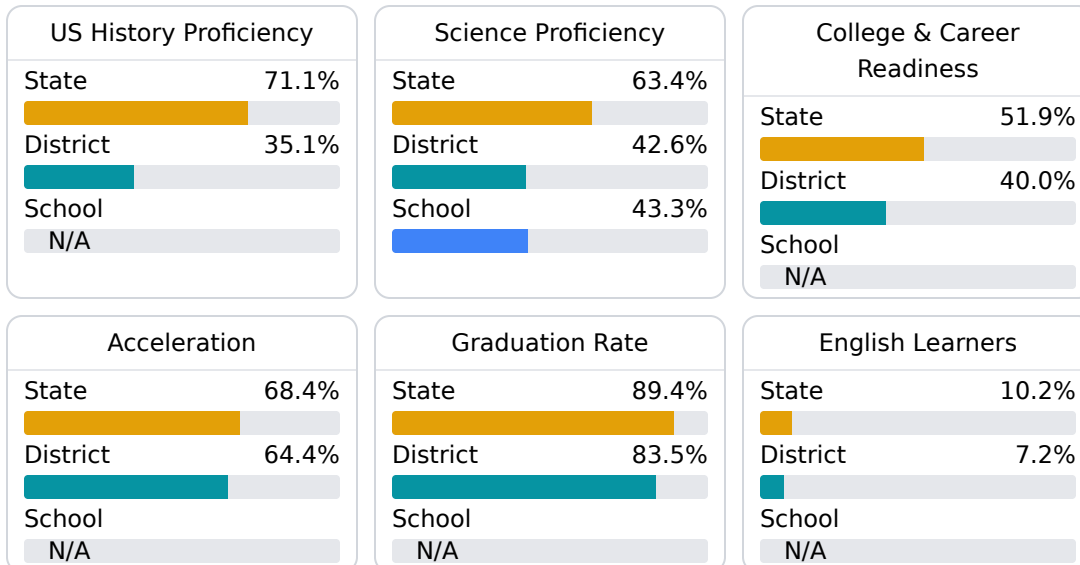 US History Proficiency
State 71.1%
District 35.1%
School
N/A
Science Proficiency
State 63.4%
District 42.6%
School 43.3%
College & Career
Readiness
State 51.9%
District 40.0%
School
N/A
Acceleration
State 68.4%
District 64.4%
School
N/A
Graduation Rate
State 89.4%
District 83.5%
School
N/A
English Learners
State 10.2%
District 7.2%
School
N/A